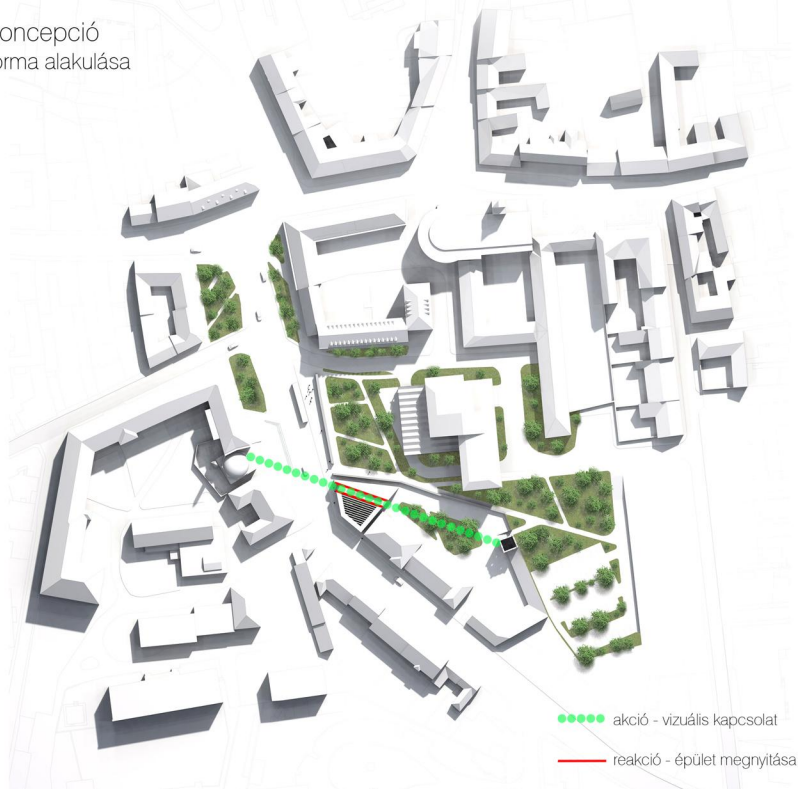 oncepció
orma alakulása
akció - vizuális kapcsolat
reakció - épület megnyitása